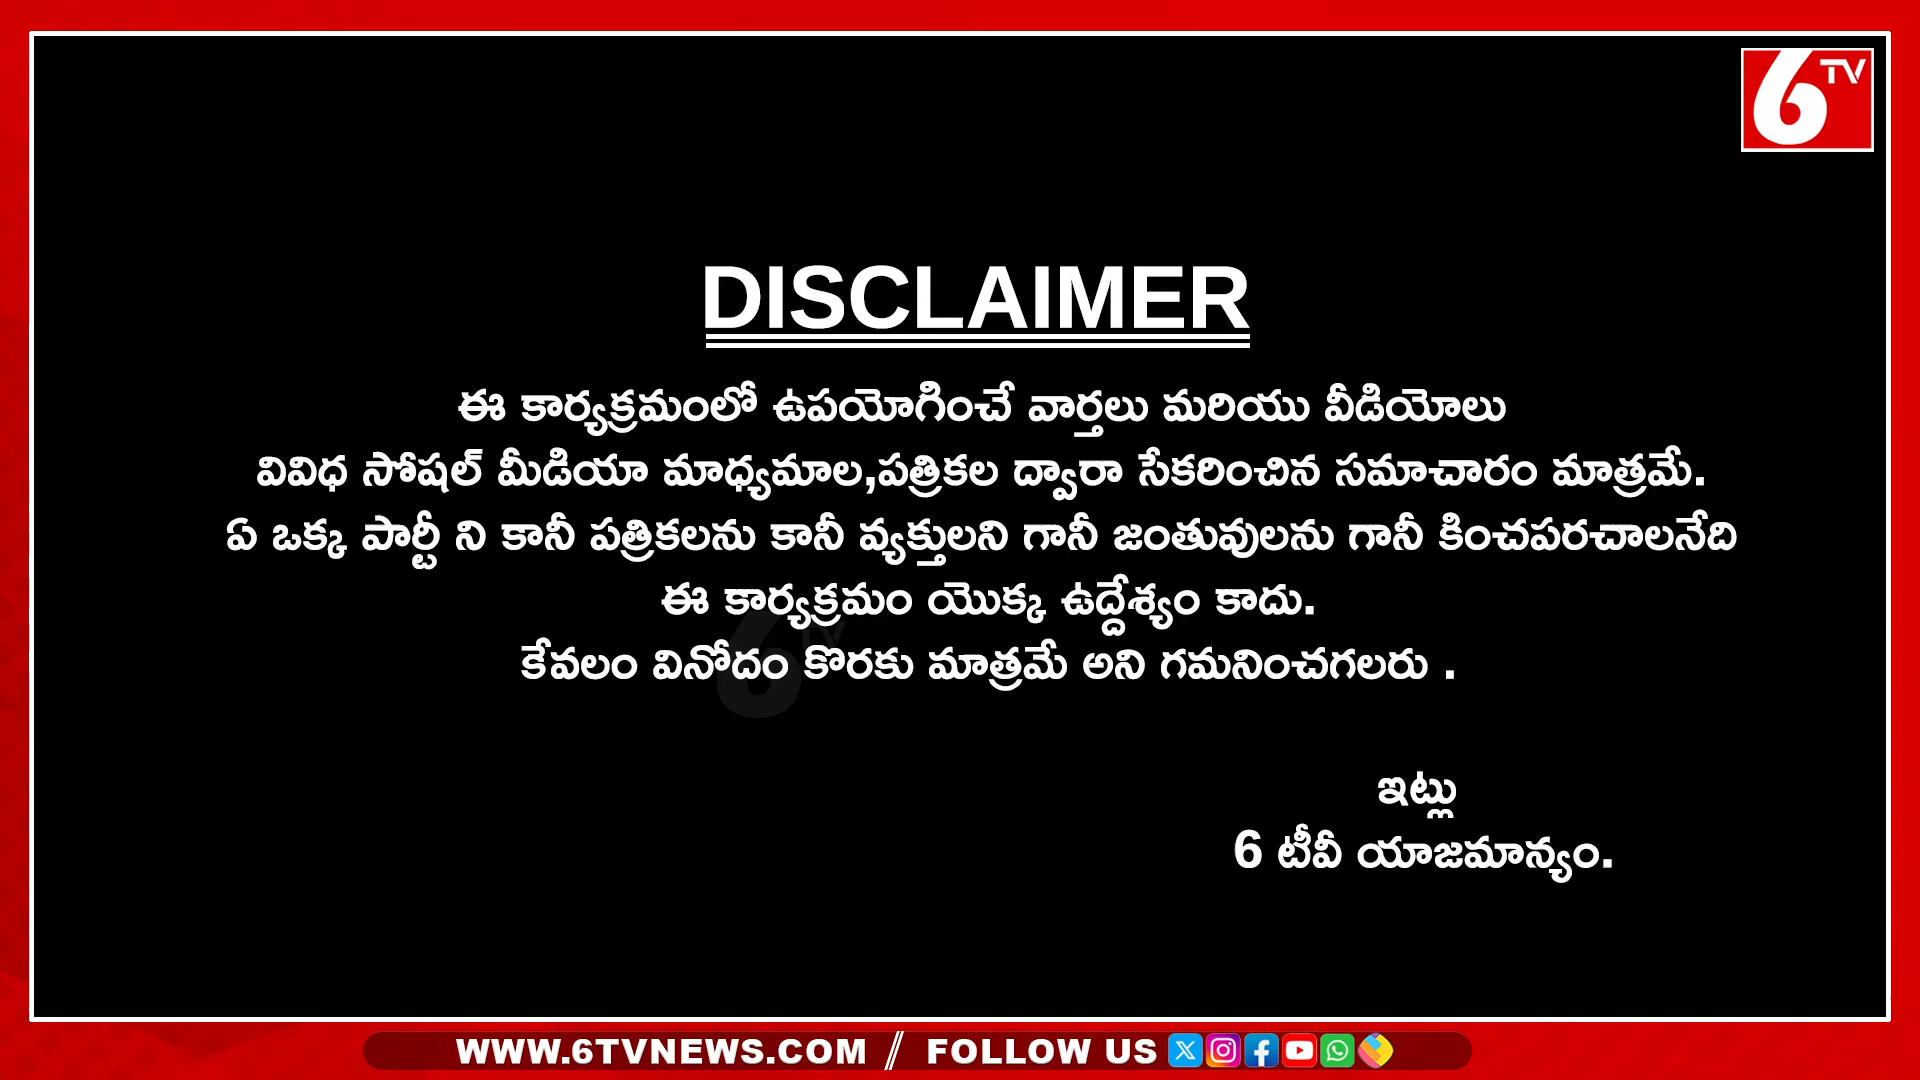 6 TV
DISCLAIMER
ఈ కార్యక్రమంలో ఉపయోగించే వార్తలు మరియు వీడియోలు
వివిధ సోషల్ మీడియా మాధ్యమాల,పత్రికల ద్వారా సేకరించిన సమాచారం మాత్రమే.
ఏ ఒక్క పార్టీ ని కానీ పత్రికలను కానీ వ్యక్తులని గానీ జంతువులను గానీ కించపరచాలనేది
ఈ కార్యక్రమం యొక్క ఉద్దేశ్యం కాదు.
కేవలం వినోదం కొరకు మాత్రమే అని గమనించగలరు .
ఇట్లు
6 టీవీ యాజమాన్యం.
WWW.6TVNEWS.COM // FOLLOW US